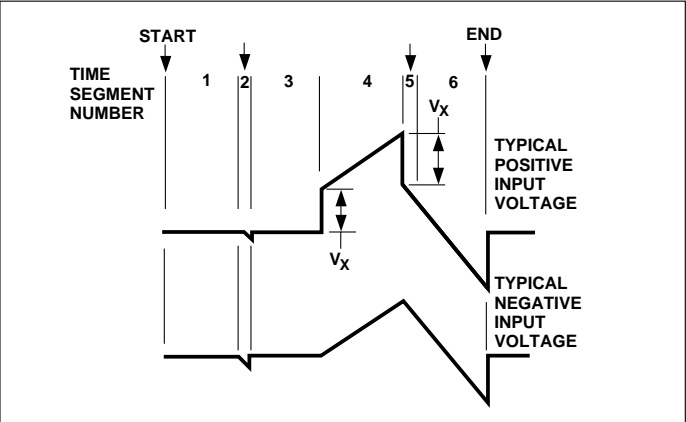 START
END
TIME
SEGMENT
NUMBER
1 2 3 4 5 6
VX
TYPICAL
POSITIVE
INPUT
VOLTAGE
VX
TYPICAL
NEGATIVE
INPUT
VOLTAGE